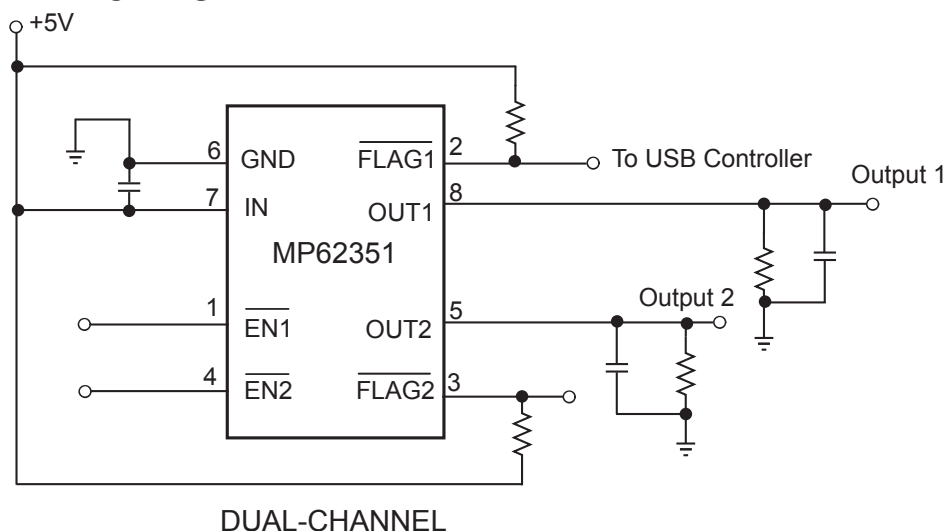 +5V
6
GND
FLAG1
2
To USB Controller
Output 1
7
IN
OUT1
8
MP62351
1
EN1
Output 2
5
OUT2
4
EN2
FLAG2
3
DUAL-CHANNEL